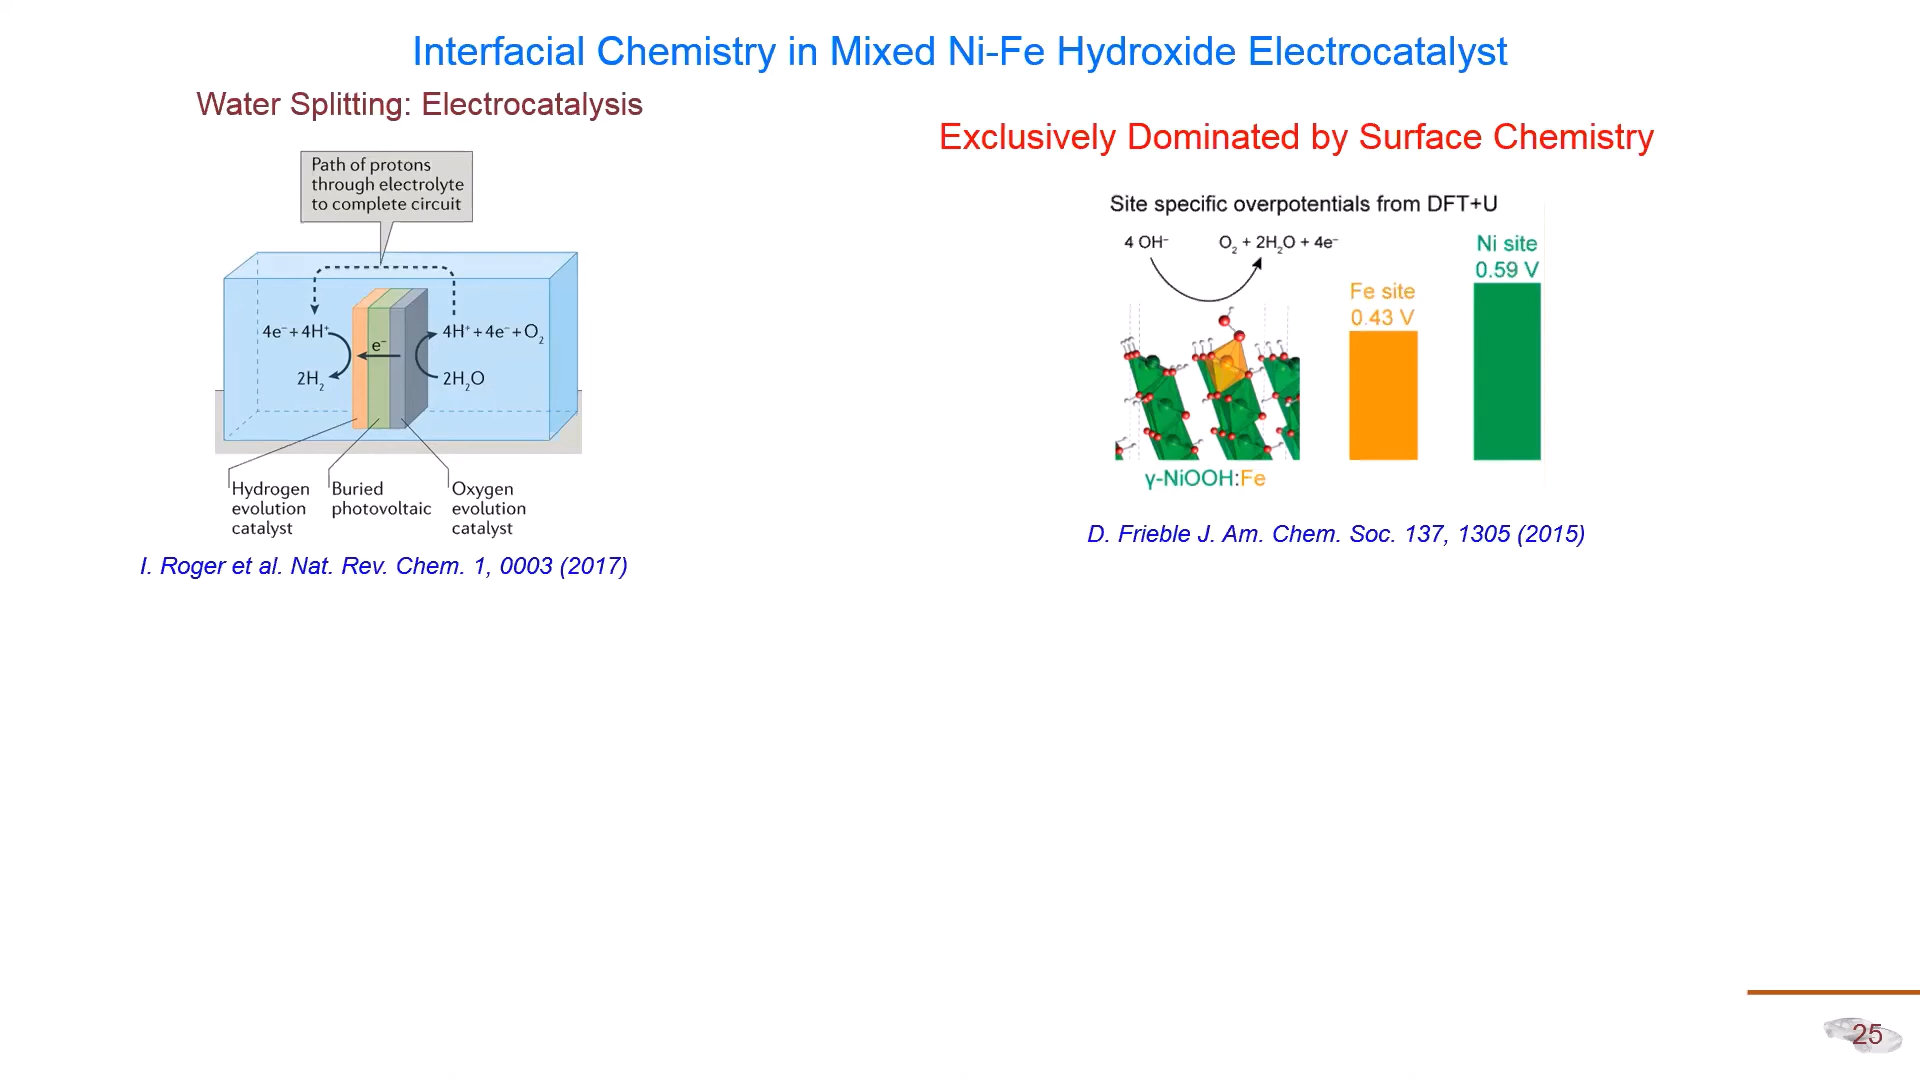 Interfacial Chemistry in Mixed Ni-Fe Hydroxide Electrocatalyst
Water Splitting: Electrocatalysis
Path of protons
through electrolyte
to complete circuit
4e⁻ + 4H⁺
2H₂
e⁻
4H⁺ + 4e⁻ + O₂
2H₂O
Hydrogen
evolution
catalyst
Buried
photovoltaic
Oxygen
evolution
catalyst
I. Roger et al. Nat. Rev. Chem. 1, 0003 (2017)
Exclusively Dominated by Surface Chemistry
Site specific overpotentials from DFT+U
4 OH⁻
O₂ + 2H₂O + 4e⁻
Fe site
0.43 V
Ni site
0.59 V
γ-NiOOH:Fe
D. Frieble J. Am. Chem. Soc. 137, 1305 (2015)
25